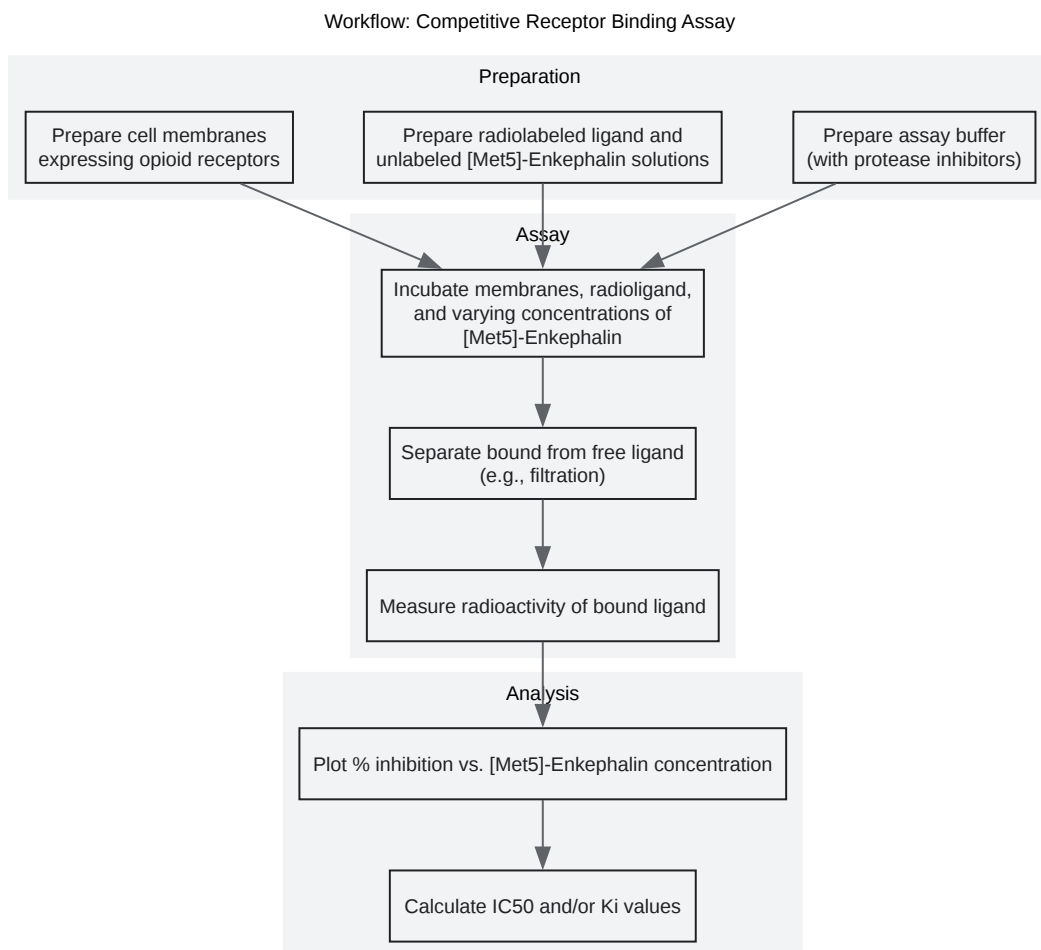 Workflow: Competitive Receptor Binding Assay
Preparation
Prepare cell membranes
expressing opioid receptors
Prepare radiolabeled ligand and
unlabeled [Met5]-Enkephalin solutions
Prepare assay buffer
(with protease inhibitors)
Assay
Incubate membranes, radioligand,
and varying concentrations of
[Met5]-Enkephalin
Separate bound from free ligand
(e.g., filtration)
Measure radioactivity of bound ligand
Analysis
Plot % inhibition vs. [Met5]-Enkephalin concentration
Calculate IC50 and/or Ki values